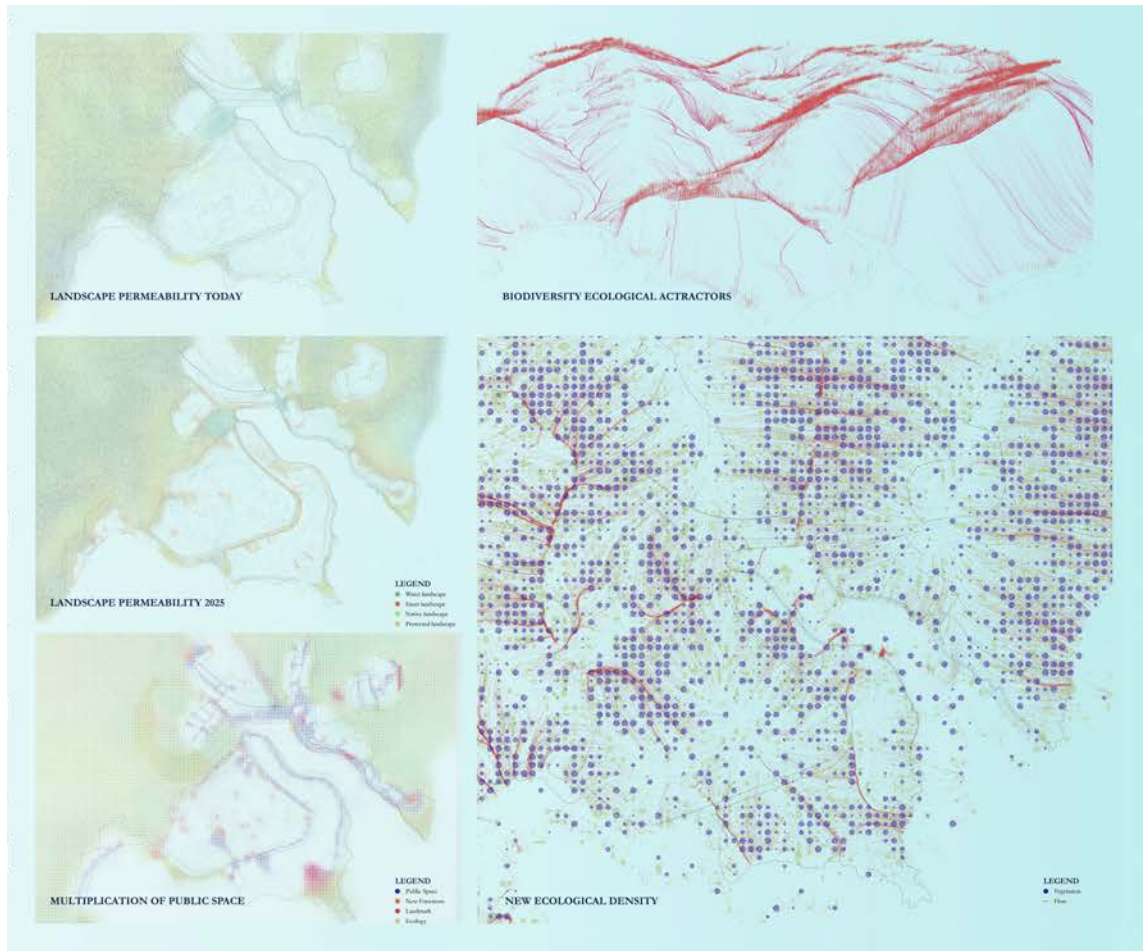 LANDSCAPE PERMEABILITY TODAY
BIODIVERSITY ECOLOGICAL ACTRACTORS
LANDSCAPE PERMEABILITY 2025
LEGEND
Water landscape
Smart landscape
Native landscape
Protected landscape
MULTIPLICATION OF PUBLIC SPACE
LEGEND
Public Space
New Functions
Landmark
Ecology
NEW ECOLOGICAL DENSITY
LEGEND
Vegetation
Flow